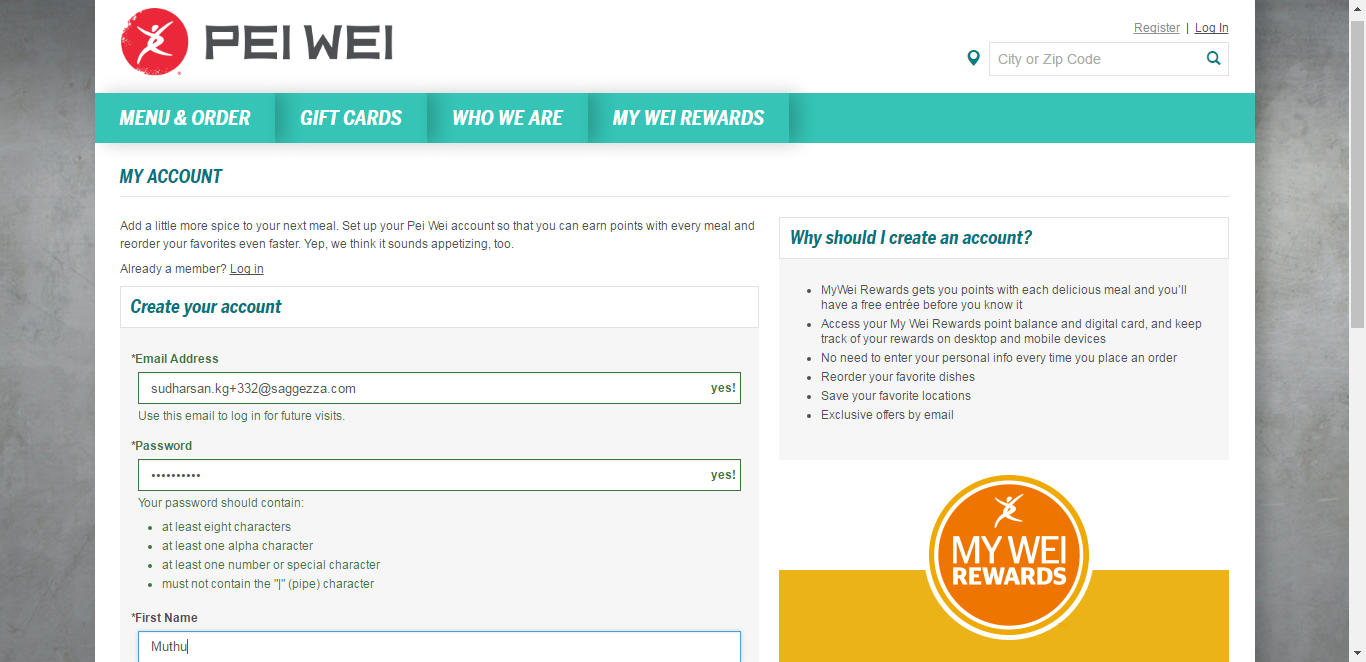 PEI WEI
Register | Log In
City or Zip Code
MENU & ORDER
GIFT CARDS
WHO WE ARE
MY WEI REWARDS
MY ACCOUNT
Add a little more spice to your next meal. Set up your Pei Wei account so that you can earn points with every meal and
reorder your favorites even faster. Yep, we think it sounds appetizing, too.
Already a member? Log in
Create your account
*Email Address
sudharsan.kg+332@saggezza.com
yes!
Use this email to log in for future visits.
*Password
••••••••••
yes!
Your password should contain:
• at least eight characters
• at least one alpha character
• at least one number or special character
• must not contain the "|" (pipe) character
*First Name
Muthu
Why should I create an account?
• MyWei Rewards gets you points with each delicious meal and you'll
have a free entrée before you know it
• Access your My Wei Rewards point balance and digital card, and keep
track of your rewards on desktop and mobile devices
• No need to enter your personal info every time you place an order
• Reorder your favorite dishes
• Save your favorite locations
• Exclusive offers by email
MY WEI
REWARDS